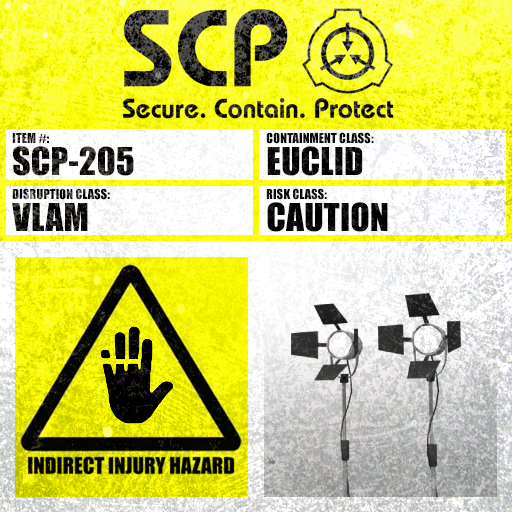 SCP
Secure. Contain. Protect
ITEM #:
SCP-205
CONTAINMENT CLASS:
EUCLID
DISRUPTION CLASS:
VLAM
RISK CLASS:
CAUTION
INDIRECT INJURY HAZARD